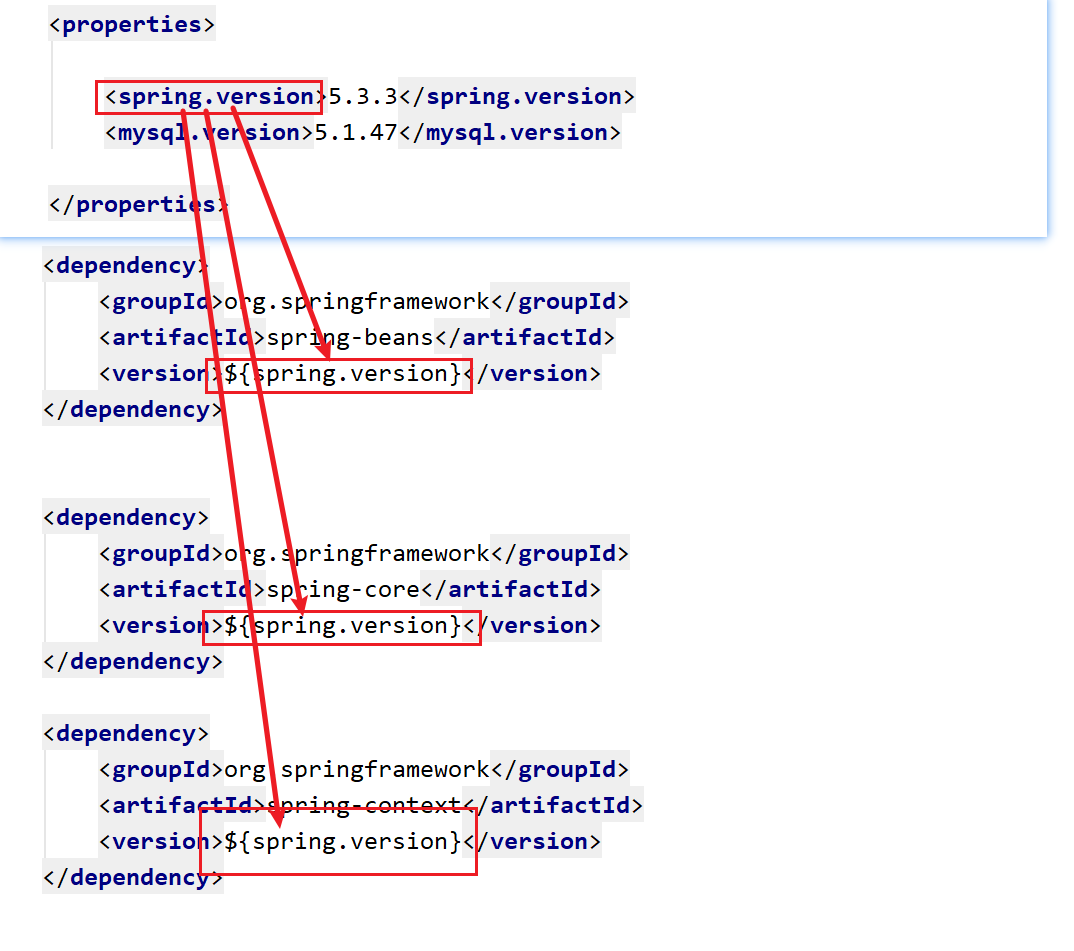 <properties>
<spring.version>5.3.3</spring.version>
<mysql.version>5.1.47</mysql.version>
</properties>
<dependency>
<groupId>org.springframework</groupId>
<artifactId>spring-beans</artifactId>
<version>${spring.version}</version>
</dependency>
<dependency>
<groupId>org.springframework</groupId>
<artifactId>spring-core</artifactId>
<version>${spring.version}</version>
</dependency>
<dependency>
<groupId>org.springframework</groupId>
<artifactId>spring-context</artifactId>
<version>${spring.version}</version>
</dependency>